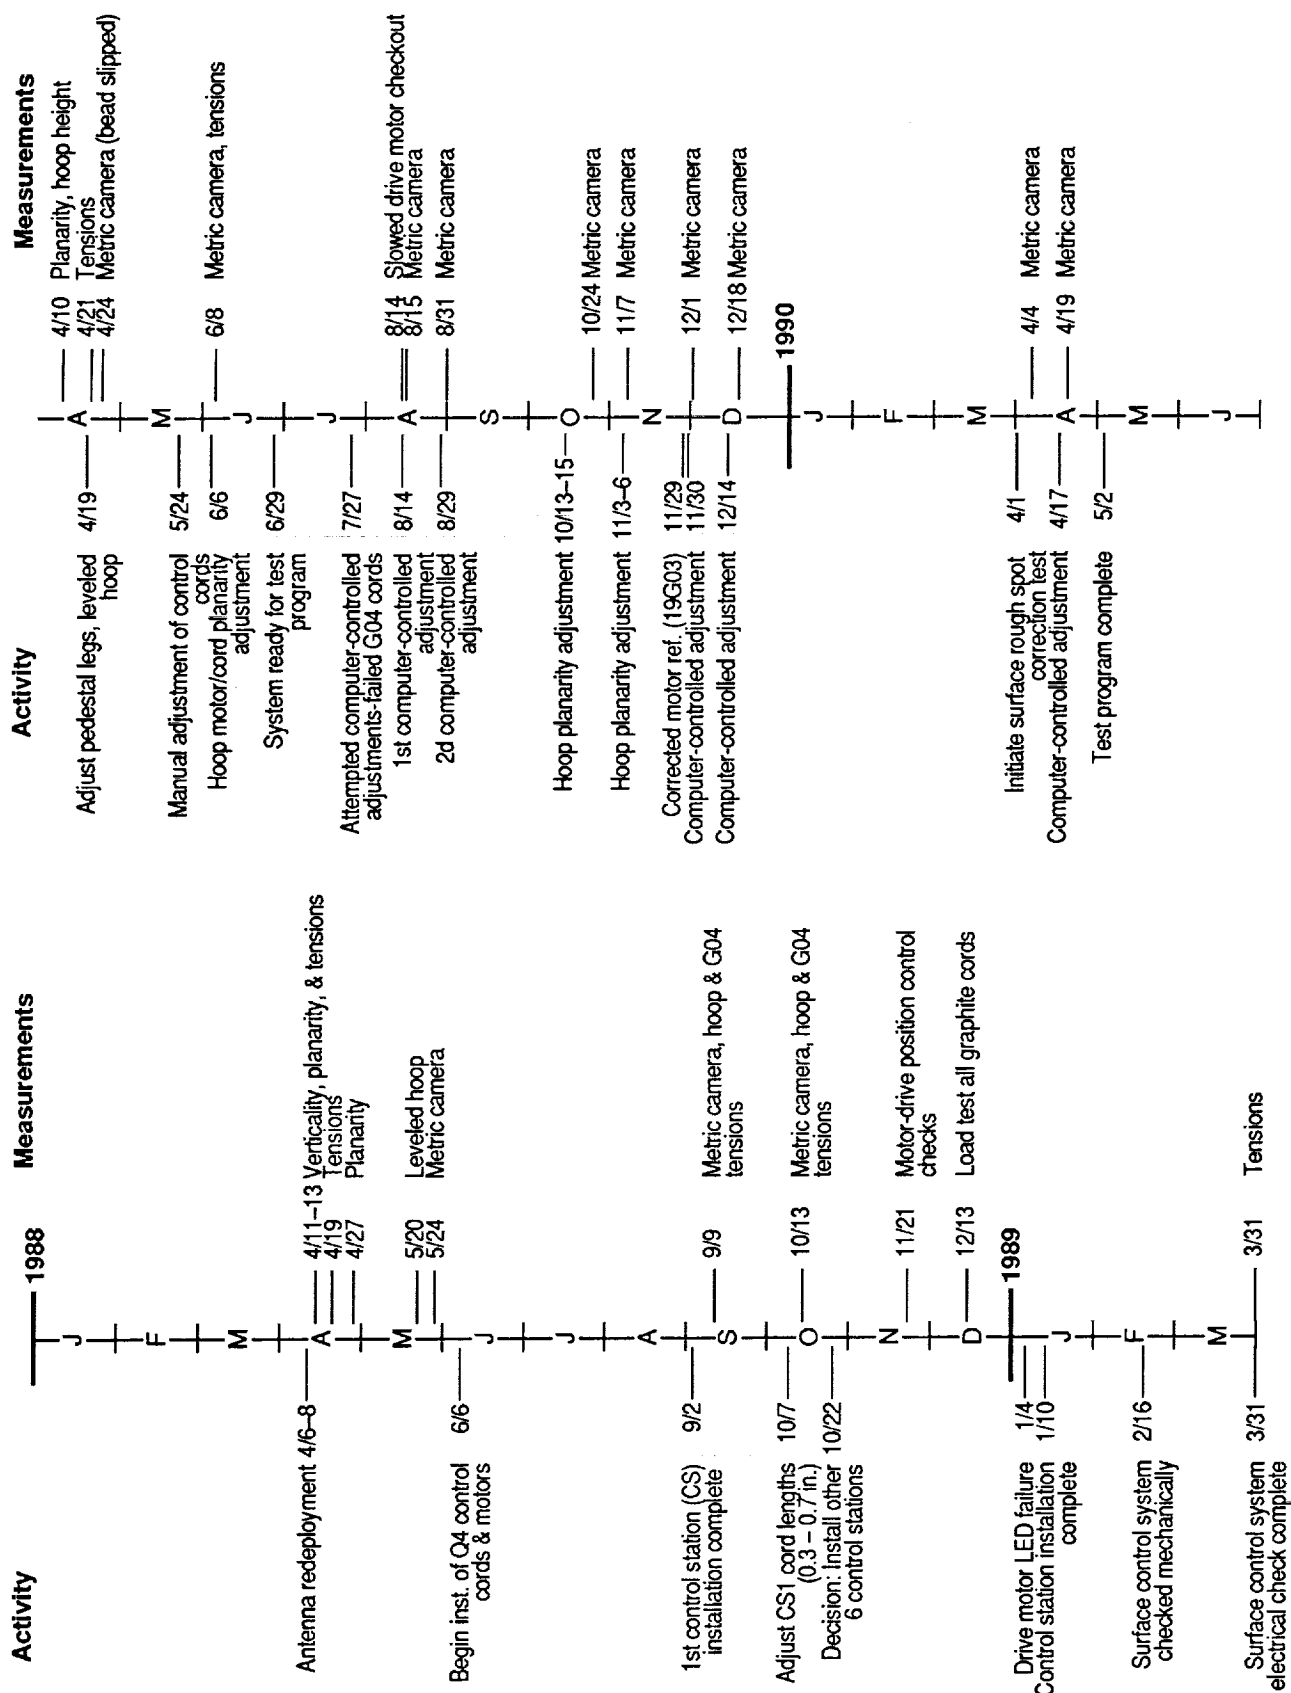 Activity
Measurements
1988
J
F
M
A
M
J
J
A
S
O
N
D
1989
J
F
M
Antenna redeployment 4/6–8
Begin inst. of Q4 control
cords & motors
6/6
1st control station (CS)
installation complete
9/2
Adjust CS1 cord lengths
(0.3 – 0.7 in.)
10/7
Decision: Install other
6 control stations
10/22
Drive motor LED failure
1/4
Control station installation
complete
1/10
Surface control system
checked mechanically
2/16
Surface control system
electrical check complete
3/31
4/11–13 Verticality, planarity, & tensions
4/19 Tensions
4/27 Planarity
5/20 Leveled hoop
5/24 Metric camera
9/9 Metric camera, hoop & G04
tensions
10/13 Metric camera, hoop & G04
tensions
11/21 Motor-drive position control
checks
12/13 Load test all graphite cords
3/31 Tensions
Activity
Measurements
A
M
J
J
A
S
O
N
D
1990
J
F
M
A
M
J
Adjust pedestal legs, leveled
hoop
4/19
Manual adjustment of control
cords
5/24
Hoop motor/cord planarity
adjustment
6/6
System ready for test
program
6/29
Attempted computer-controlled
adjustments-failed G04 cords
7/27
1st computer-controlled
adjustment
8/14
2d computer-controlled
adjustment
8/29
Hoop planarity adjustment 10/13–15
Hoop planarity adjustment 11/3–6
Corrected motor ref. (19G03) 11/29
Computer-controlled adjustment 11/30
Computer-controlled adjustment 12/14
Initiate surface rough spot
correction test
4/1
Computer-controlled adjustment 4/17
Test program complete 5/2
4/10 Planarity, hoop height
4/21 Tensions
4/24 Metric camera (bead slipped)
6/8 Metric camera, tensions
8/14 Slowed drive motor checkout
8/15 Metric camera
8/31 Metric camera
10/24 Metric camera
11/7 Metric camera
12/1 Metric camera
12/18 Metric camera
4/4 Metric camera
4/19 Metric camera